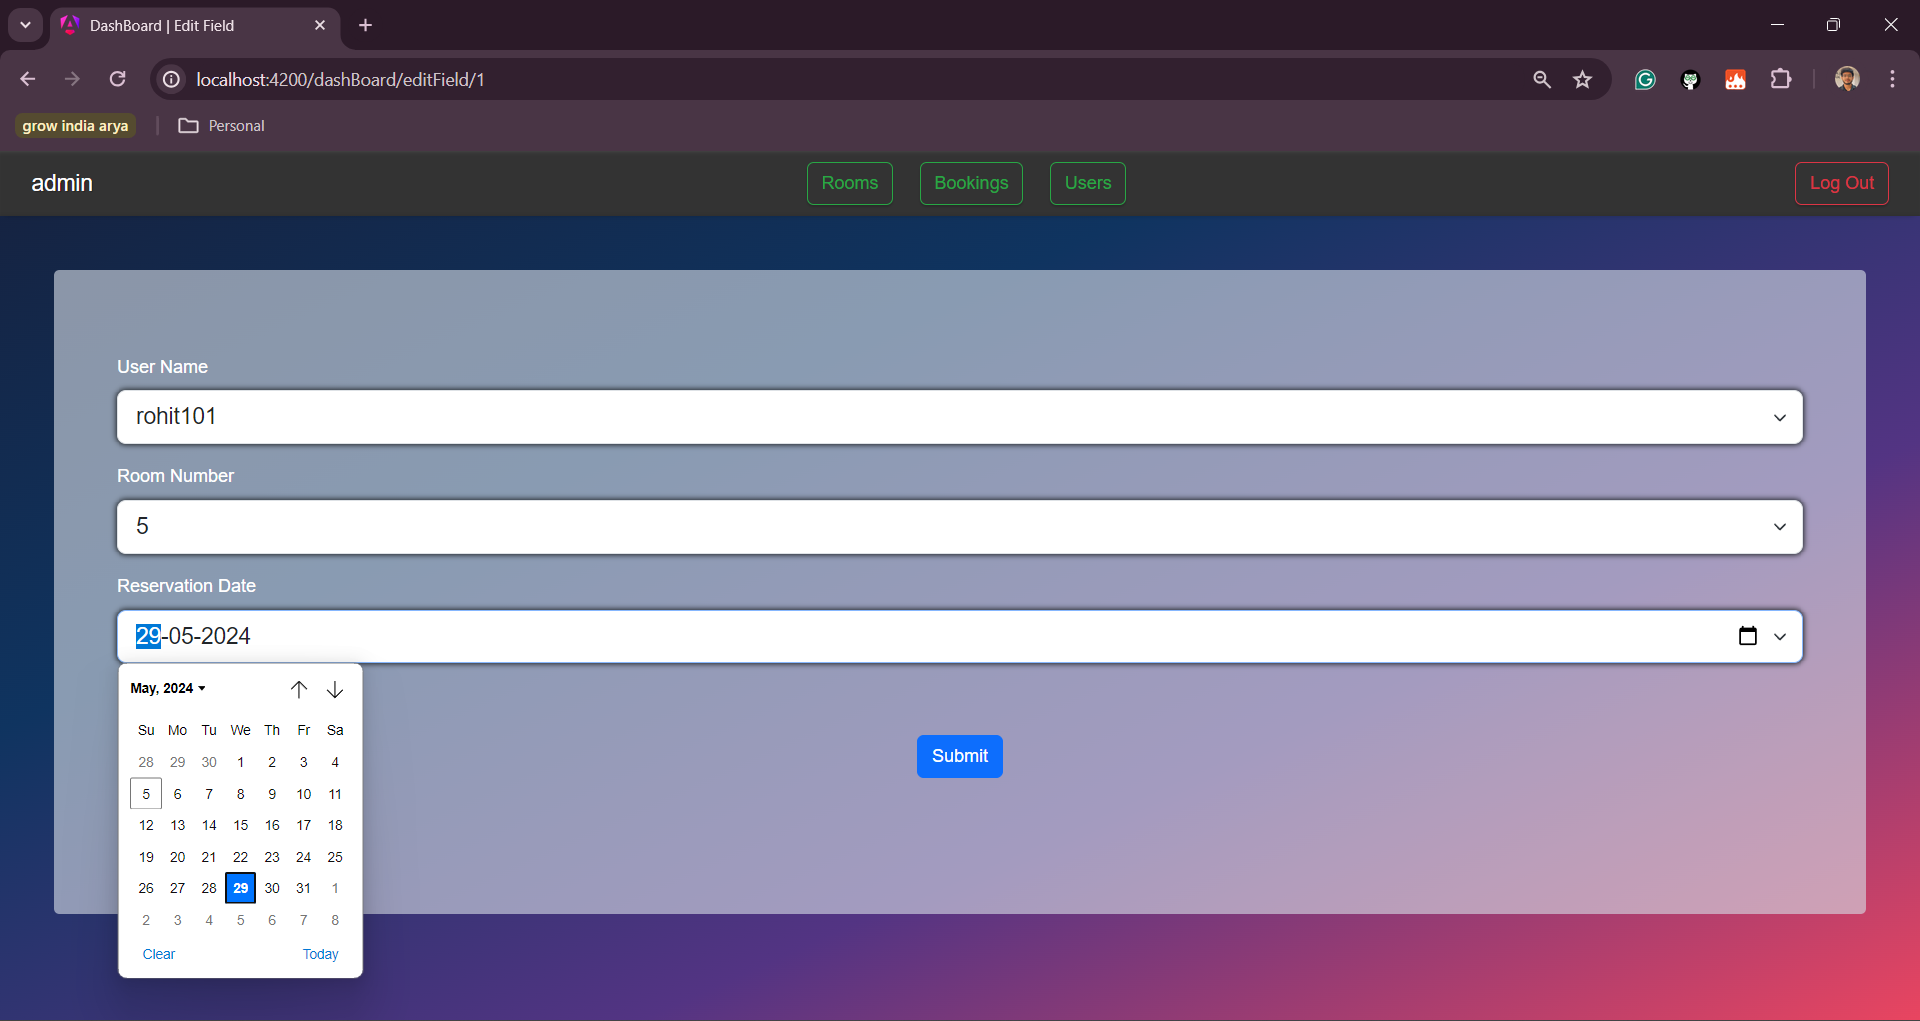 DashBoard | Edit Field
localhost:4200/dashBoard/editField/1
grow india arya
Personal
admin
Rooms
Bookings
Users
Log Out
User Name
rohit101
Room Number
5
Reservation Date
29-05-2024
May, 2024
Su Mo Tu We Th Fr Sa
28 29 30 1 2 3 4
5 6 7 8 9 10 11
12 13 14 15 16 17 18
19 20 21 22 23 24 25
26 27 28 29 30 31 1
2 3 4 5 6 7 8
Clear Today
Submit